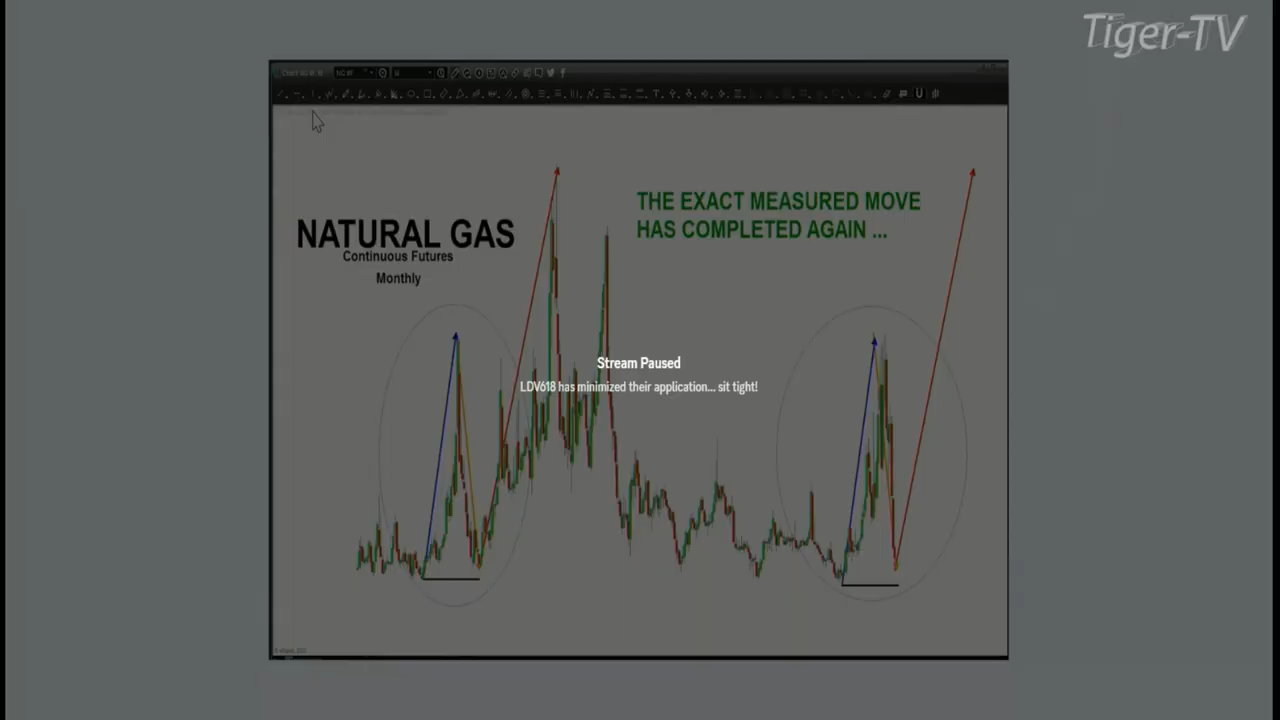 Tiger-TV
NATURAL GAS
Continuous Futures
Monthly
THE EXACT MEASURED MOVE
HAS COMPLETED AGAIN ...
Stream Paused
LDV618 has minimized their application... sit tight!